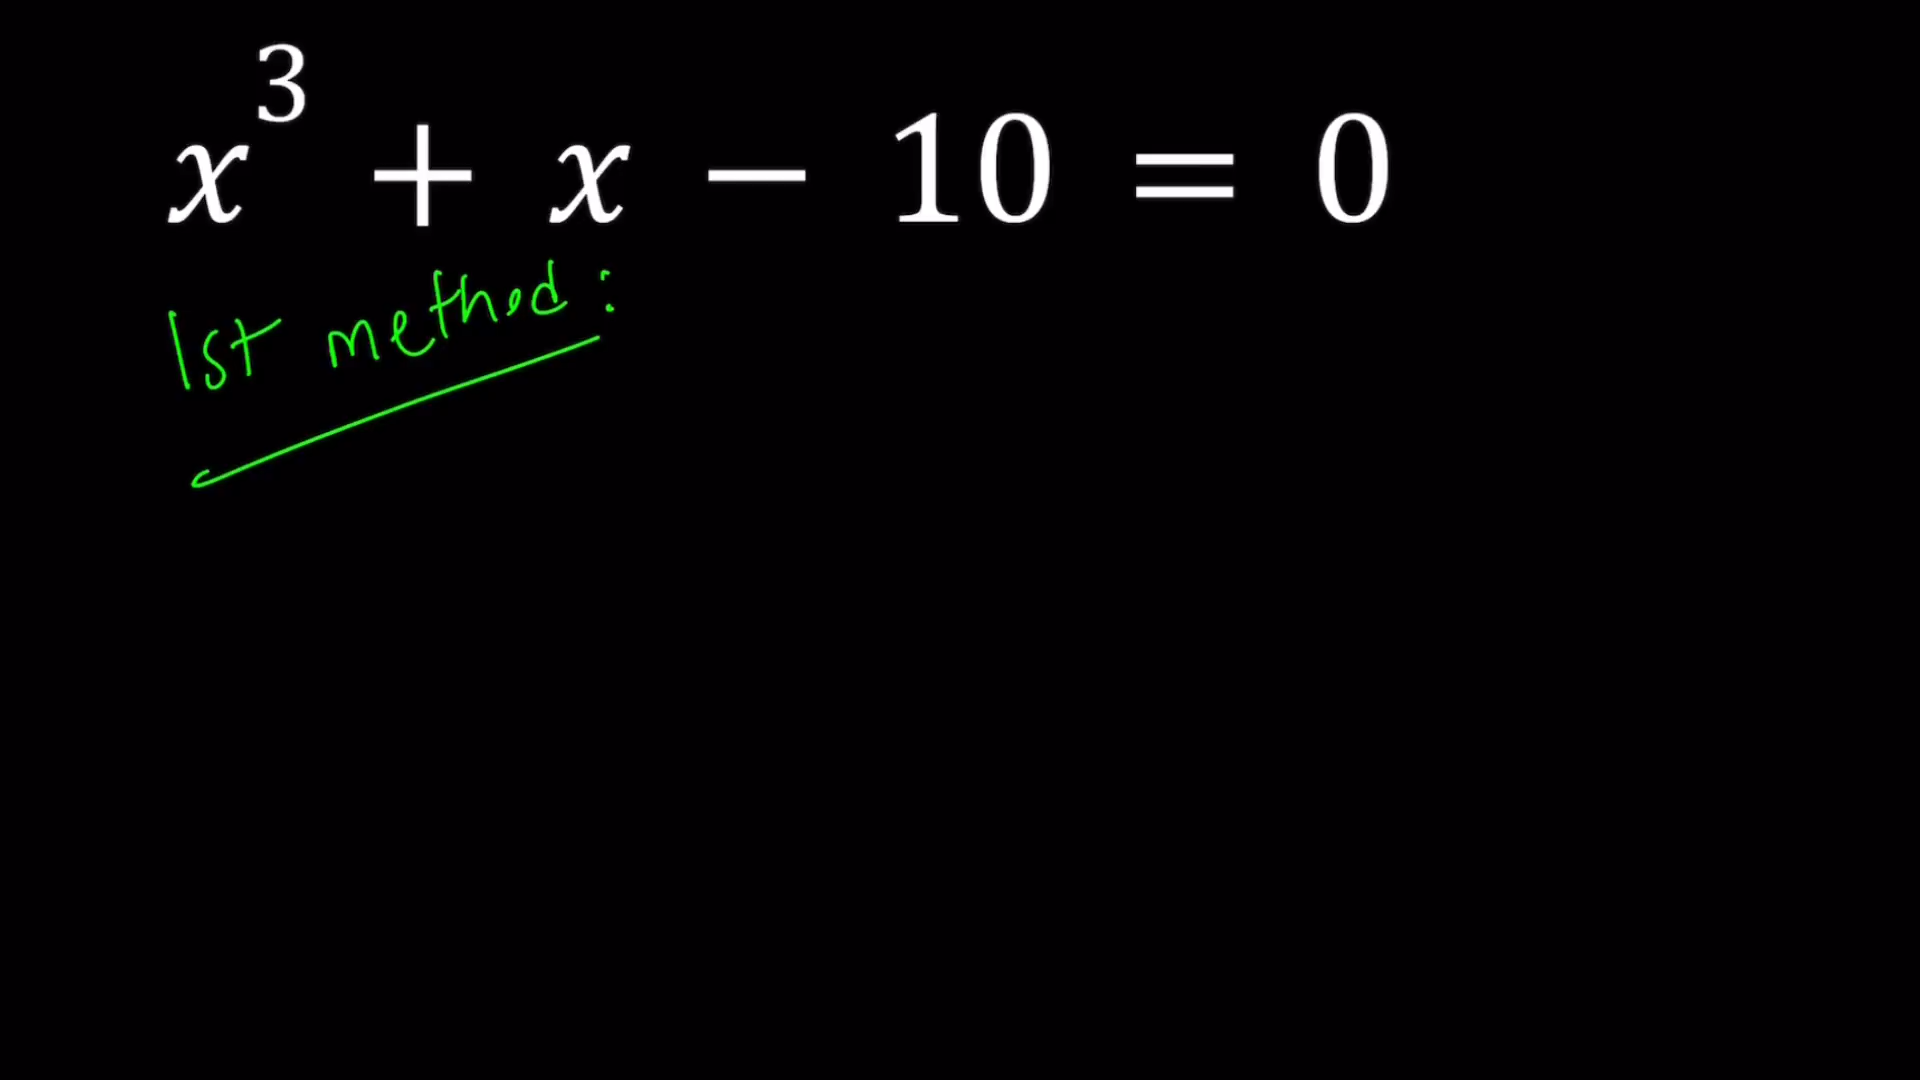 x³ + x − 10 = 0
1st method: